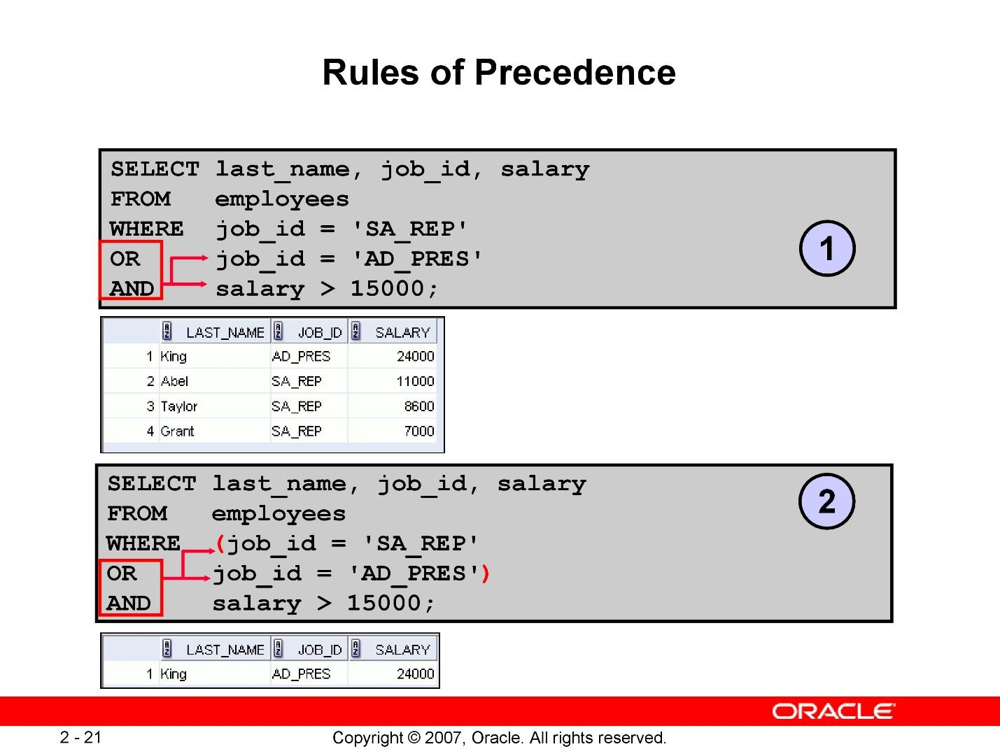 Rules of Precedence
SELECT last_name, job_id, salary
FROM   employees
WHERE  job_id = 'SA_REP'
OR     job_id = 'AD_PRES'
AND    salary > 15000;
1
LAST_NAME JOB_ID SALARY
1 King AD_PRES 24000
2 Abel SA_REP 11000
3 Taylor SA_REP 8600
4 Grant SA_REP 7000
SELECT last_name, job_id, salary
FROM   employees
WHERE  (job_id = 'SA_REP'
OR     job_id = 'AD_PRES')
AND    salary > 15000;
2
LAST_NAME JOB_ID SALARY
1 King AD_PRES 24000
ORACLE
2 - 21 Copyright © 2007, Oracle. All rights reserved.